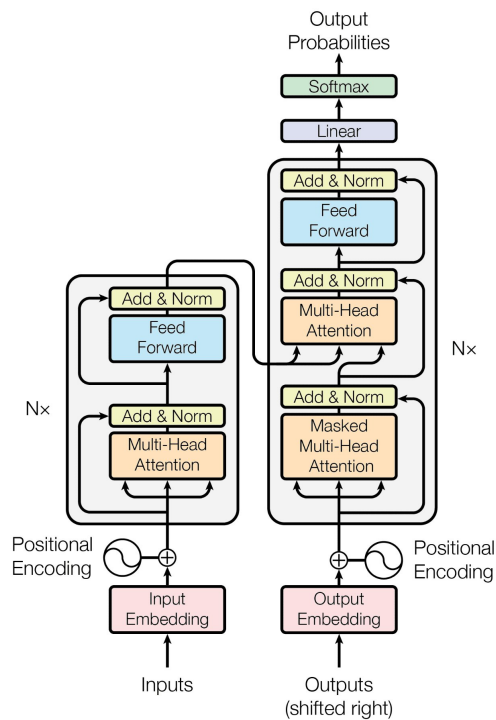 Output
Probabilities
Softmax
Linear
Add & Norm
Feed
Forward
Add & Norm
Multi-Head
Attention
Add & Norm
Masked
Multi-Head
Attention
N×
Add & Norm
Feed
Forward
Add & Norm
Multi-Head
Attention
N×
Positional
Encoding
Positional
Encoding
Input
Embedding
Output
Embedding
Inputs
Outputs
(shifted right)